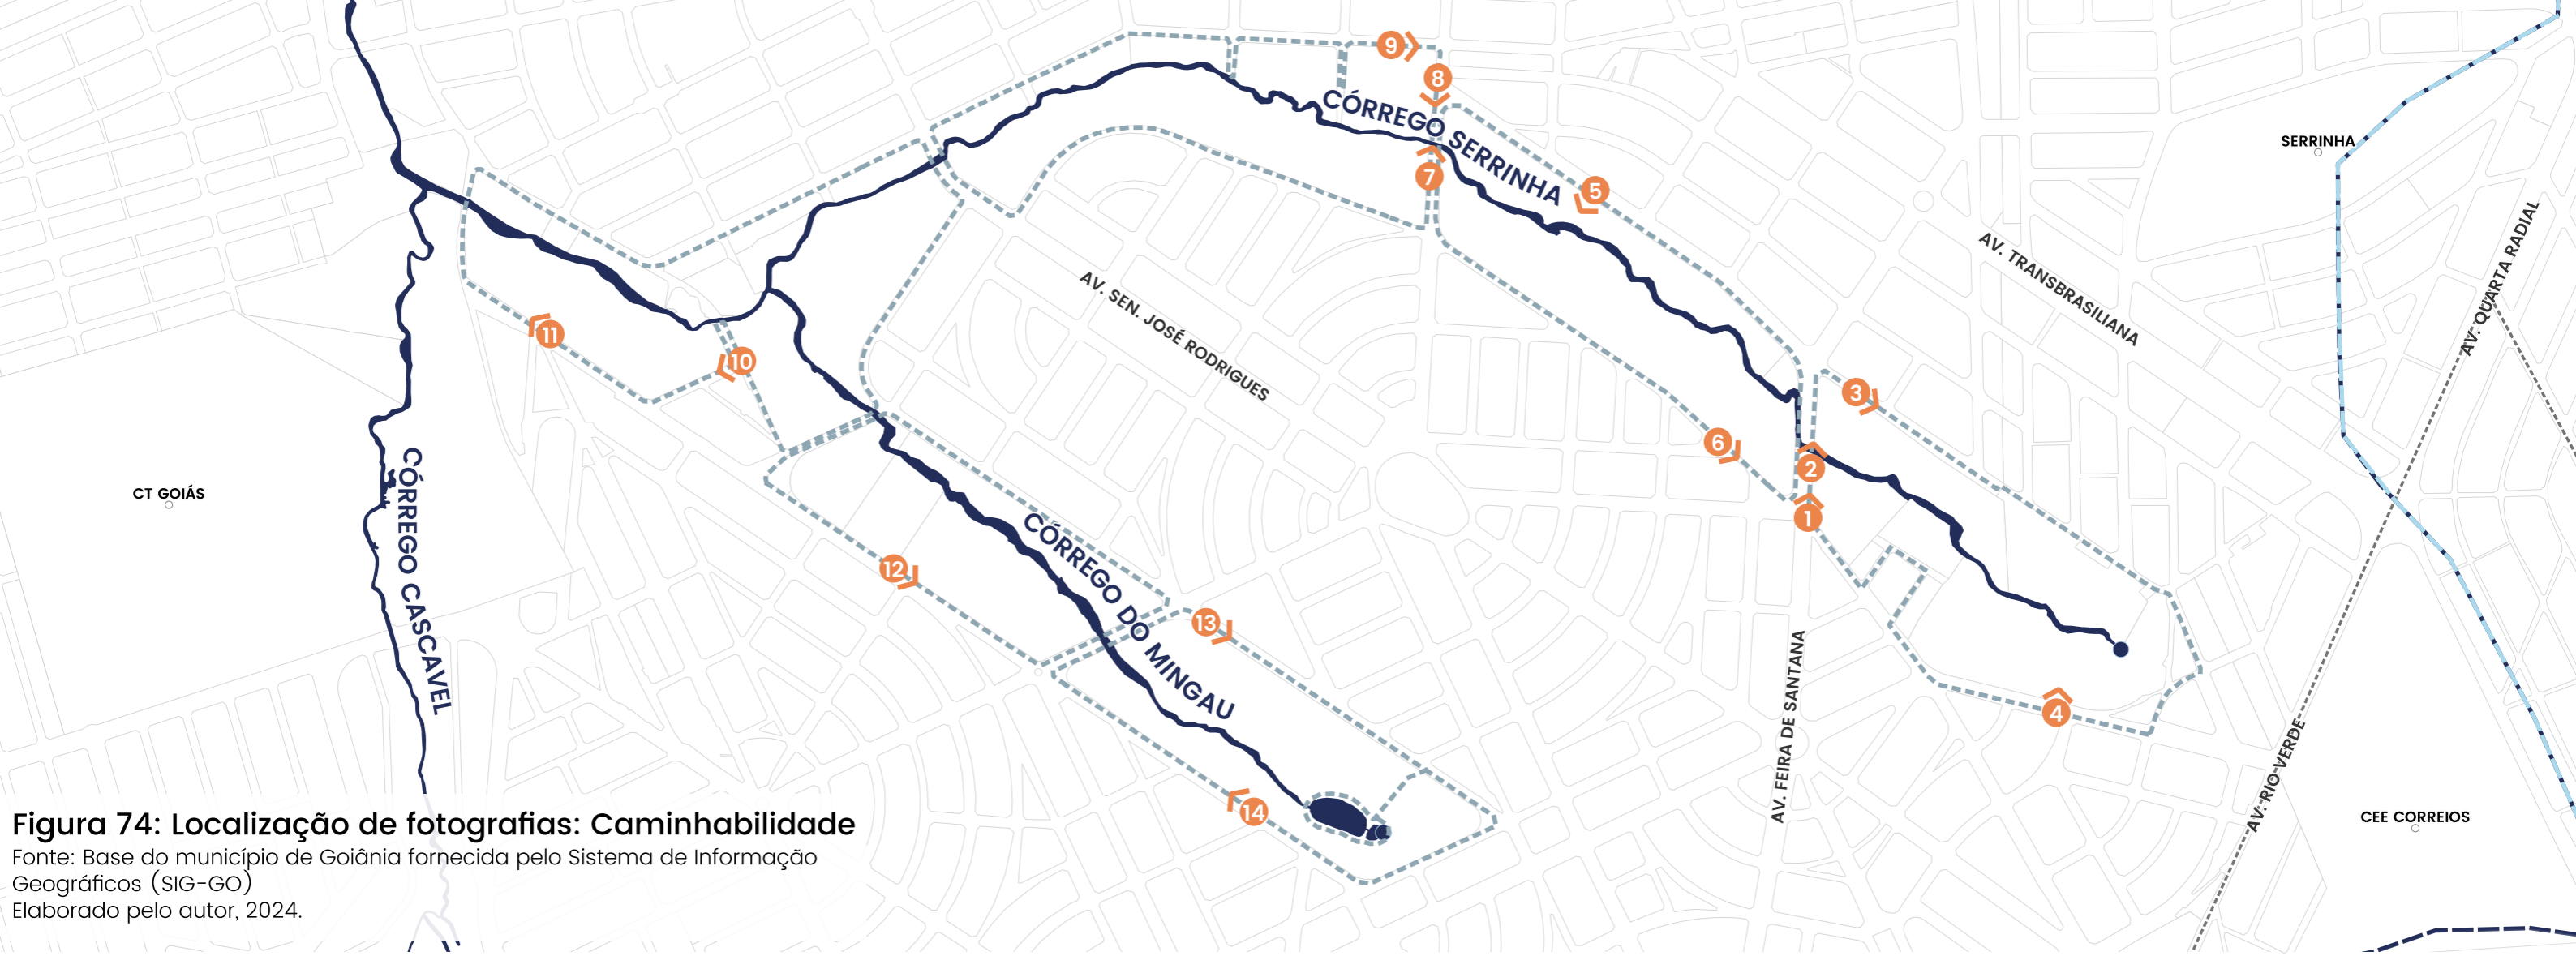 9
8
CÓRREGO SERRINHA
7
5
SERRINHA
AV. TRANSBRASILIANA
AV. QUARTA RADIAL
AV. SEN. JOSÉ RODRIGUES
11
10
3
6
2
1
CT GOIÁS
CÓRREGO CASCAVEL
CÓRREGO DO MINGAU
12
13
AV. FEIRA DE SANTANA
4
AV. RIO VERDE
14
CEE CORREIOS
Figura 74: Localização de fotografias: Caminhabilidade
Fonte: Base do município de Goiânia fornecida pelo Sistema de Informação
Geográficos (SIG-GO)
Elaborado pelo autor, 2024.